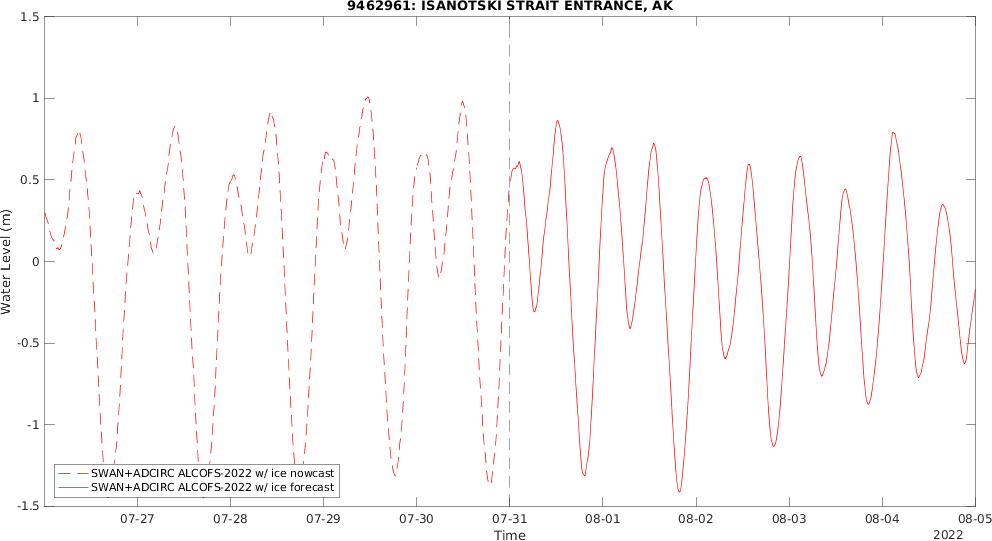 9462961: ISANOTSKI STRAIT ENTRANCE, AK
1.5
1
0.5
0
-0.5
-1
-1.5
Water Level (m)
SWAN+ADCIRC ALCOFS-2022 w/ ice nowcast
SWAN+ADCIRC ALCOFS-2022 w/ ice forecast
07-27 07-28 07-29 07-30 07-31 08-01 08-02 08-03 08-04 08-05
Time
2022